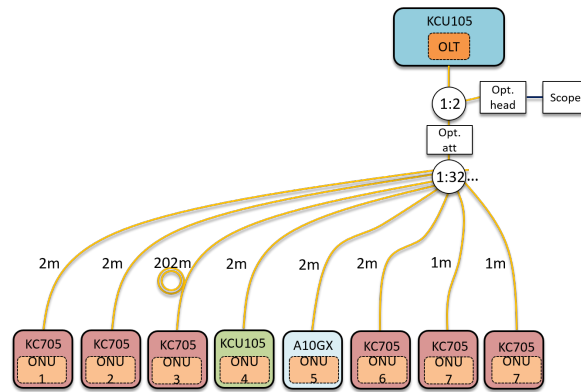 KCU105
OLT
1:2
Opt.
head
Scope
Opt.
att
1:32...
2m
2m
202m
2m
2m
2m
1m
1m
KC705
ONU
1
KC705
ONU
2
KC705
ONU
3
KCU105
ONU
4
A10GX
ONU
5
KC705
ONU
6
KC705
ONU
7
KC705
ONU
7